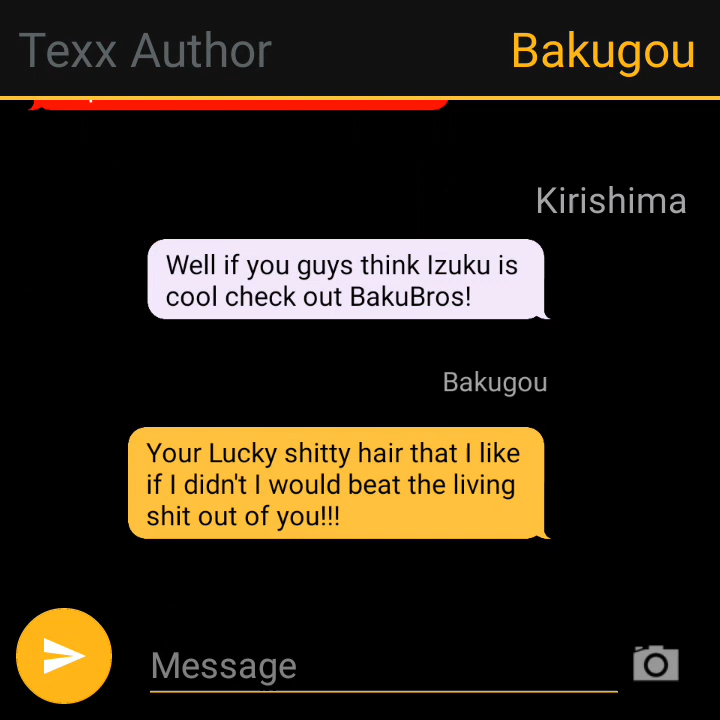 Texx Author
Bakugou
Kirishima
Well if you guys think Izuku is
cool check out BakuBros!
Bakugou
Your Lucky shitty hair that I like
if I didn't I would beat the living
shit out of you!!!
Message